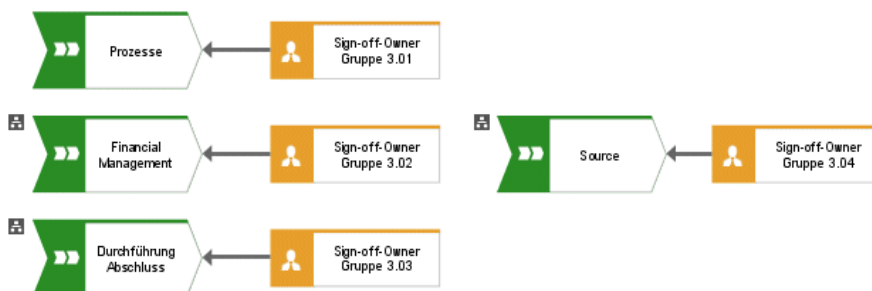 Prozesse
Sign-off-Owner
Gruppe 3.01
Financial
Management
Sign-off-Owner
Gruppe 3.02
Source
Sign-off-Owner
Gruppe 3.04
Durchführung
Abschluss
Sign-off-Owner
Gruppe 3.03